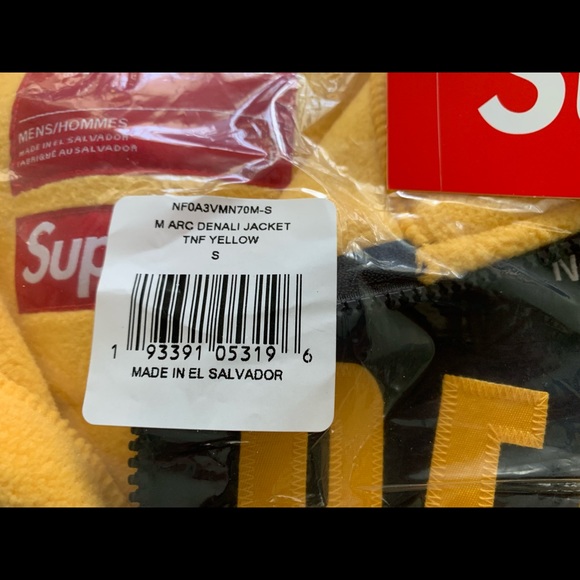 MENS/HOMMES
MADE IN EL SALVADOR
FABRIQUÉ AU SALVADOR
Sup
NF0A3VMN70M-S
M ARC DENALI JACKET
TNF YELLOW
S
1 93391 05319 6
MADE IN EL SALVADOR